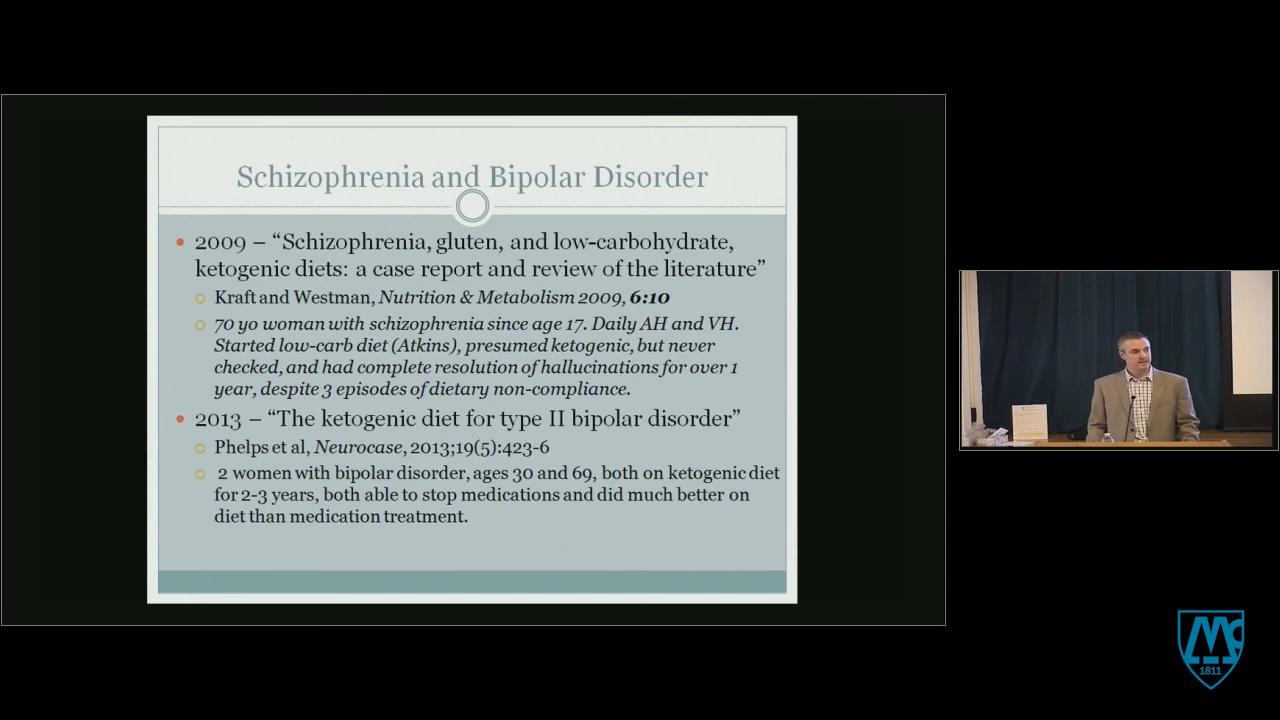 Schizophrenia and Bipolar Disorder
2009 – “Schizophrenia, gluten, and low-carbohydrate,
ketogenic diets: a case report and review of the literature”
Kraft and Westman, Nutrition & Metabolism 2009, 6:10
70 yo woman with schizophrenia since age 17. Daily AH and VH.
Started low-carb diet (Atkins), presumed ketogenic, but never
checked, and had complete resolution of hallucinations for over 1
year, despite 3 episodes of dietary non-compliance.
2013 – “The ketogenic diet for type II bipolar disorder”
Phelps et al, Neurocase, 2013;19(5):423-6
2 women with bipolar disorder, ages 30 and 69, both on ketogenic diet
for 2-3 years, both able to stop medications and did much better on
diet than medication treatment.
Mc
1811